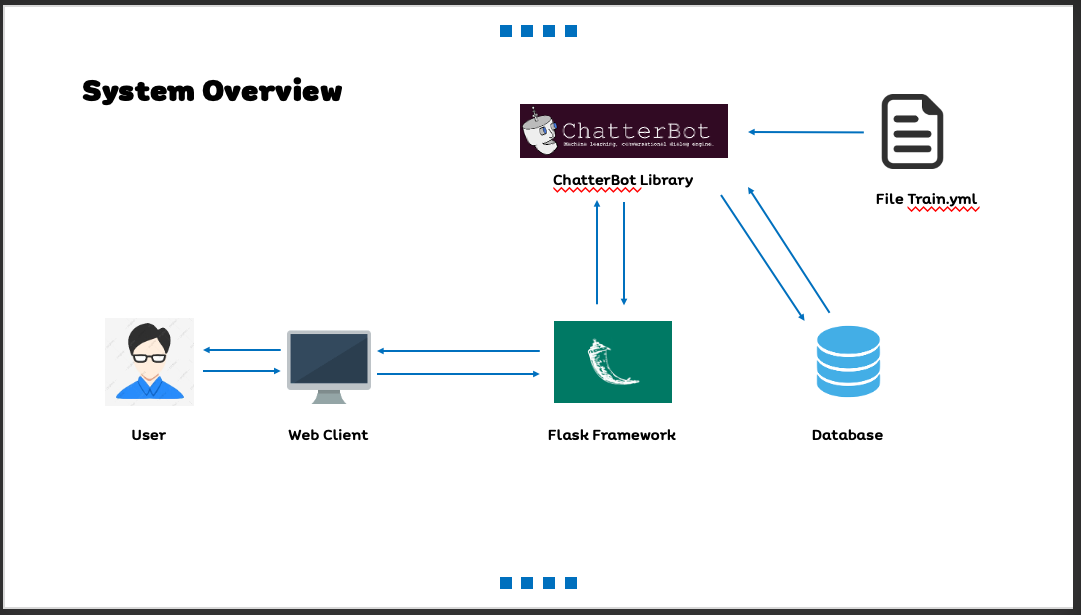 System Overview
ChatterBot
Machine learning, conversational dialog engine.
ChatterBot Library
File Train.yml
User
Web Client
Flask Framework
Database